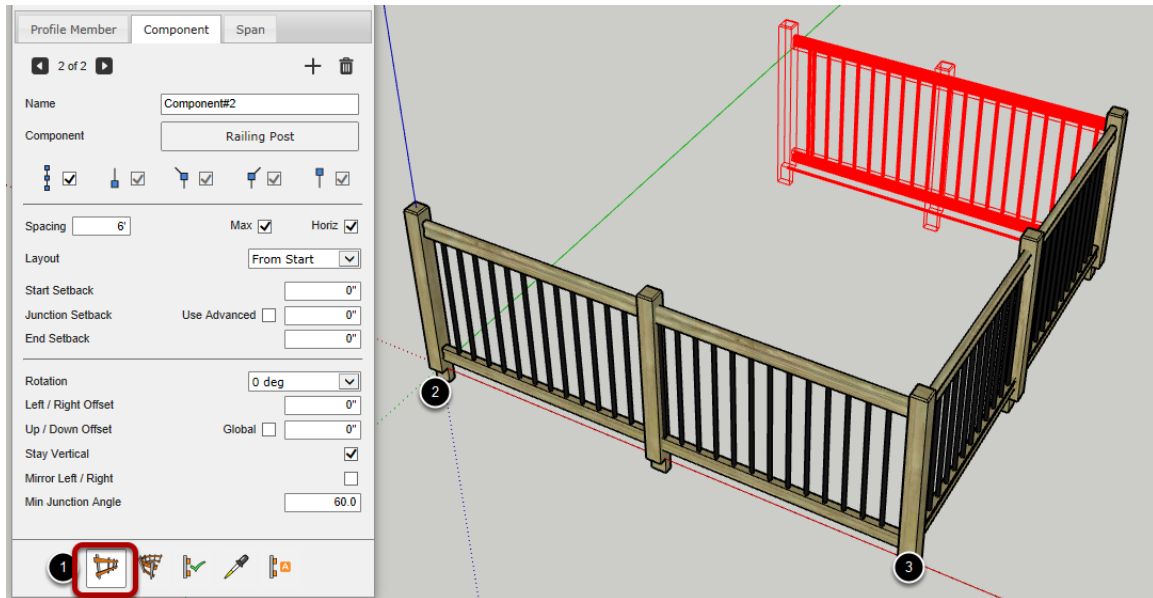 Profile Member Component Span
2 of 2
Name Component#2
Component Railing Post
Spacing 6' Max Horiz
Layout From Start
Start Setback 0"
Junction Setback Use Advanced 0"
End Setback 0"
Rotation 0 deg
Left / Right Offset 0"
Up / Down Offset Global 0"
Stay Vertical
Mirror Left / Right
Min Junction Angle 60.0
1
A
2
3